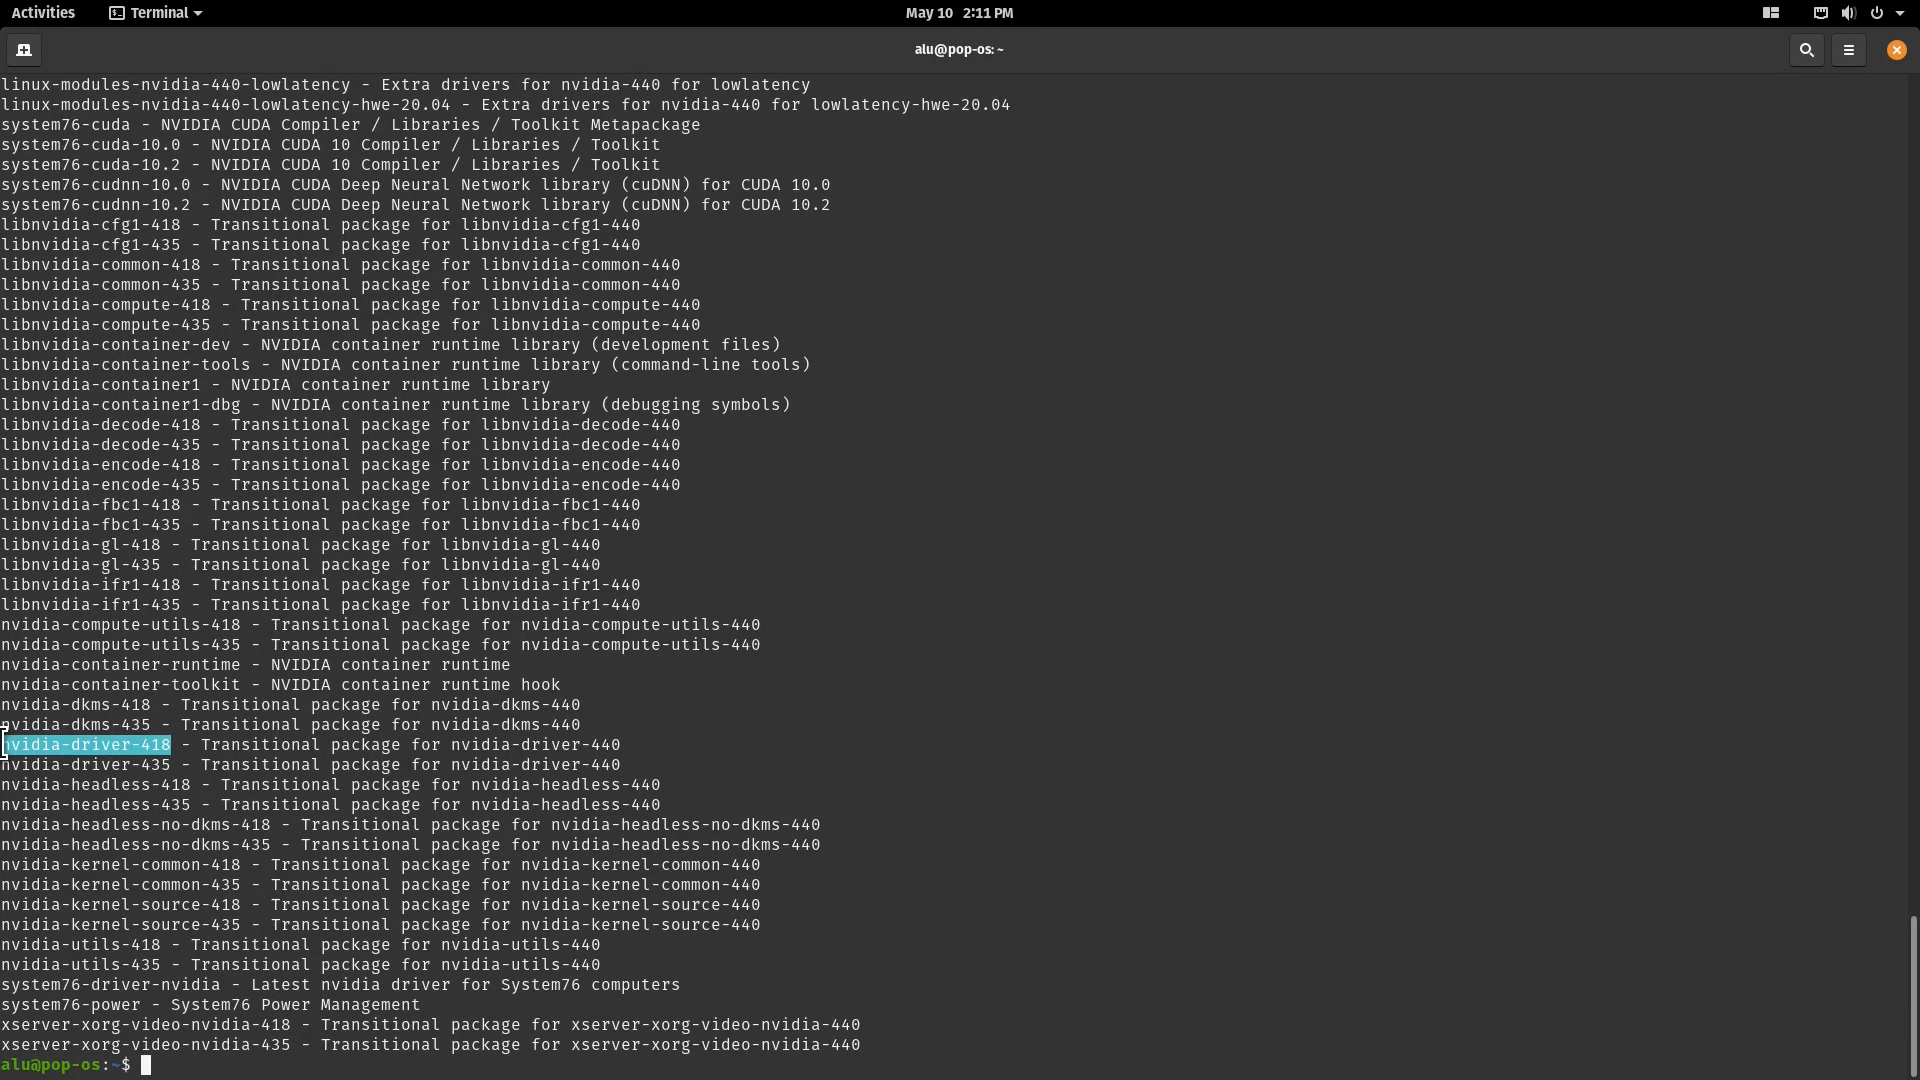 Activities
Terminal
May 10 2:11 PM
alu@pop-os: ~
linux-modules-nvidia-440-lowlatency - Extra drivers for nvidia-440 for lowlatency
linux-modules-nvidia-440-lowlatency-hwe-20.04 - Extra drivers for nvidia-440 for lowlatency-hwe-20.04
system76-cuda - NVIDIA CUDA Compiler / Libraries / Toolkit Metapackage
system76-cuda-10.0 - NVIDIA CUDA 10 Compiler / Libraries / Toolkit
system76-cuda-10.2 - NVIDIA CUDA 10 Compiler / Libraries / Toolkit
system76-cudnn-10.0 - NVIDIA CUDA Deep Neural Network library (cuDNN) for CUDA 10.0
system76-cudnn-10.2 - NVIDIA CUDA Deep Neural Network library (cuDNN) for CUDA 10.2
libnvidia-cfg1-418 - Transitional package for libnvidia-cfg1-440
libnvidia-cfg1-435 - Transitional package for libnvidia-cfg1-440
libnvidia-common-418 - Transitional package for libnvidia-common-440
libnvidia-common-435 - Transitional package for libnvidia-common-440
libnvidia-compute-418 - Transitional package for libnvidia-compute-440
libnvidia-compute-435 - Transitional package for libnvidia-compute-440
libnvidia-container-dev - NVIDIA container runtime library (development files)
libnvidia-container-tools - NVIDIA container runtime library (command-line tools)
libnvidia-container1 - NVIDIA container runtime library
libnvidia-container1-dbg - NVIDIA container runtime library (debugging symbols)
libnvidia-decode-418 - Transitional package for libnvidia-decode-440
libnvidia-decode-435 - Transitional package for libnvidia-decode-440
libnvidia-encode-418 - Transitional package for libnvidia-encode-440
libnvidia-encode-435 - Transitional package for libnvidia-encode-440
libnvidia-fbc1-418 - Transitional package for libnvidia-fbc1-440
libnvidia-fbc1-435 - Transitional package for libnvidia-fbc1-440
libnvidia-gl-418 - Transitional package for libnvidia-gl-440
libnvidia-gl-435 - Transitional package for libnvidia-gl-440
libnvidia-ifr1-418 - Transitional package for libnvidia-ifr1-440
libnvidia-ifr1-435 - Transitional package for libnvidia-ifr1-440
nvidia-compute-utils-418 - Transitional package for nvidia-compute-utils-440
nvidia-compute-utils-435 - Transitional package for nvidia-compute-utils-440
nvidia-container-runtime - NVIDIA container runtime
nvidia-container-toolkit - NVIDIA container runtime hook
nvidia-dkms-418 - Transitional package for nvidia-dkms-440
nvidia-dkms-435 - Transitional package for nvidia-dkms-440
nvidia-driver-418 - Transitional package for nvidia-driver-440
nvidia-driver-435 - Transitional package for nvidia-driver-440
nvidia-headless-418 - Transitional package for nvidia-headless-440
nvidia-headless-435 - Transitional package for nvidia-headless-440
nvidia-headless-no-dkms-418 - Transitional package for nvidia-headless-no-dkms-440
nvidia-headless-no-dkms-435 - Transitional package for nvidia-headless-no-dkms-440
nvidia-kernel-common-418 - Transitional package for nvidia-kernel-common-440
nvidia-kernel-common-435 - Transitional package for nvidia-kernel-common-440
nvidia-kernel-source-418 - Transitional package for nvidia-kernel-source-440
nvidia-kernel-source-435 - Transitional package for nvidia-kernel-source-440
nvidia-utils-418 - Transitional package for nvidia-utils-440
nvidia-utils-435 - Transitional package for nvidia-utils-440
system76-driver-nvidia - Latest nvidia driver for System76 computers
system76-power - System76 Power Management
xserver-xorg-video-nvidia-418 - Transitional package for xserver-xorg-video-nvidia-440
xserver-xorg-video-nvidia-435 - Transitional package for xserver-xorg-video-nvidia-440
alu@pop-os:~$